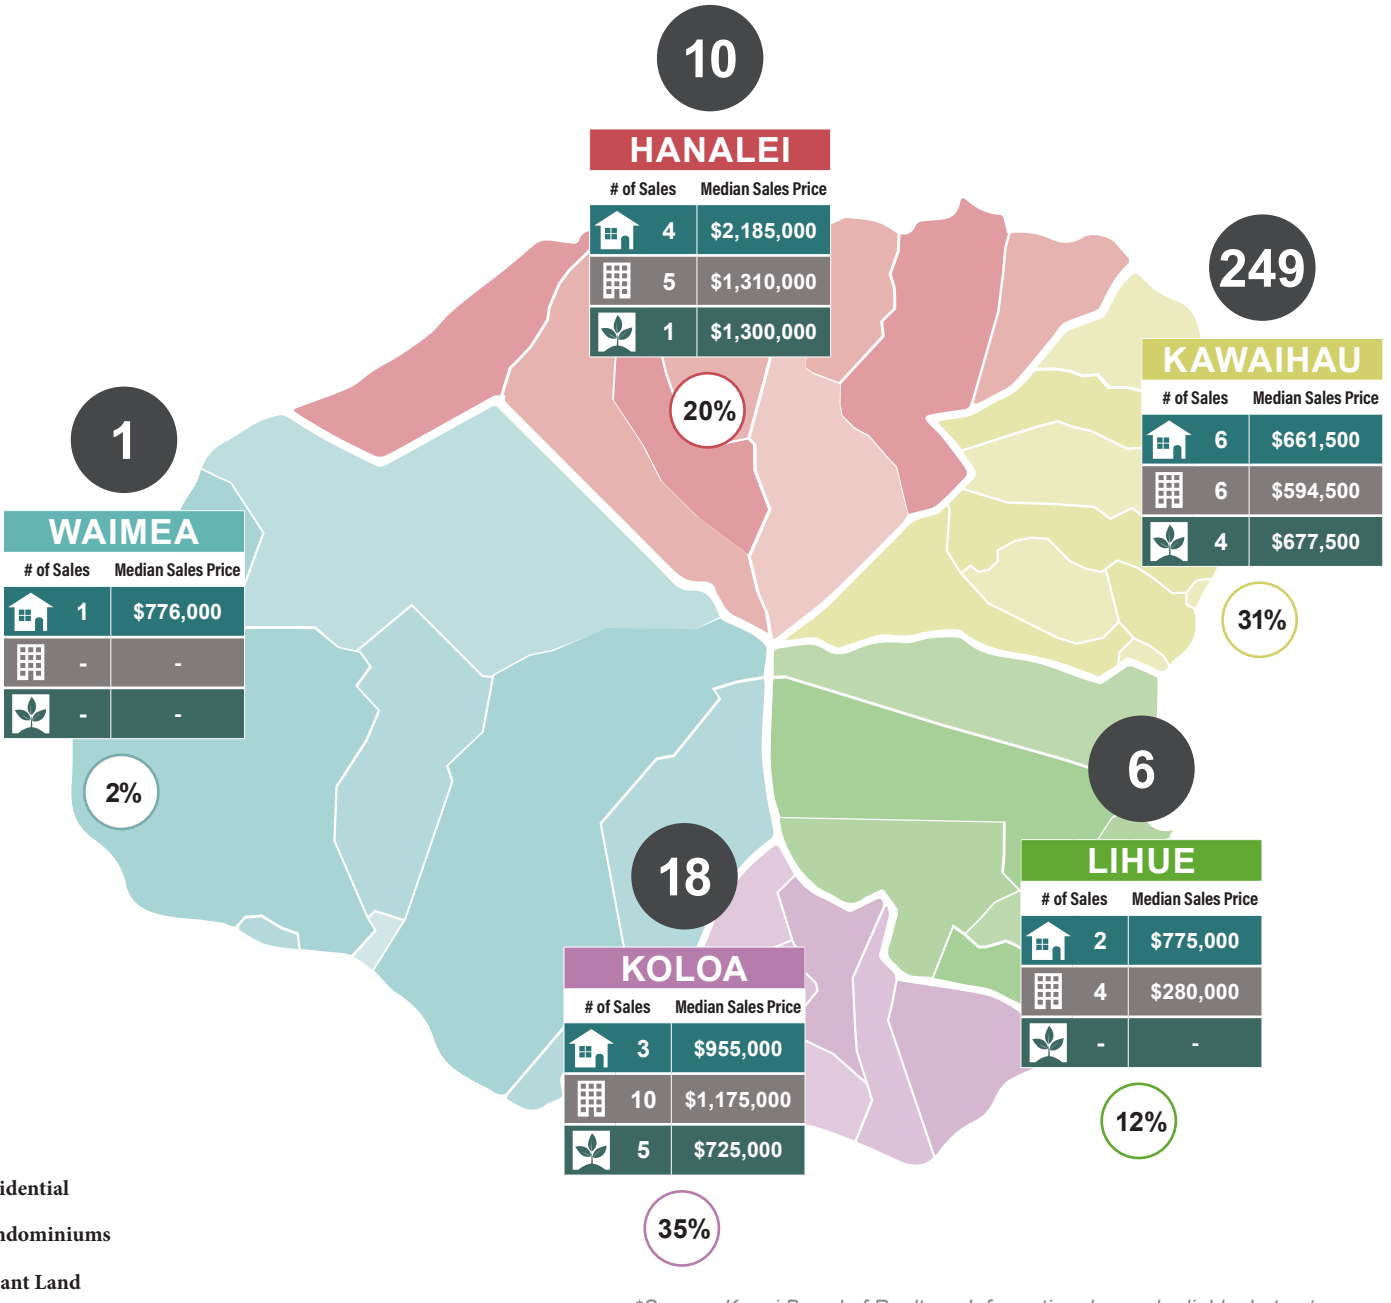 10
HANALEI
# of Sales Median Sales Price
4 $2,185,000
5 $1,310,000
1 $1,300,000
20%
249
KAWAIHAU
# of Sales Median Sales Price
6 $661,500
6 $594,500
4 $677,500
31%
1
WAIMEA
# of Sales Median Sales Price
1 $776,000
- -
- -
2%
6
LIHUE
# of Sales Median Sales Price
2 $775,000
4 $280,000
- -
12%
18
KOLOA
# of Sales Median Sales Price
3 $955,000
10 $1,175,000
5 $725,000
35%
idential
ndominiums
ant Land